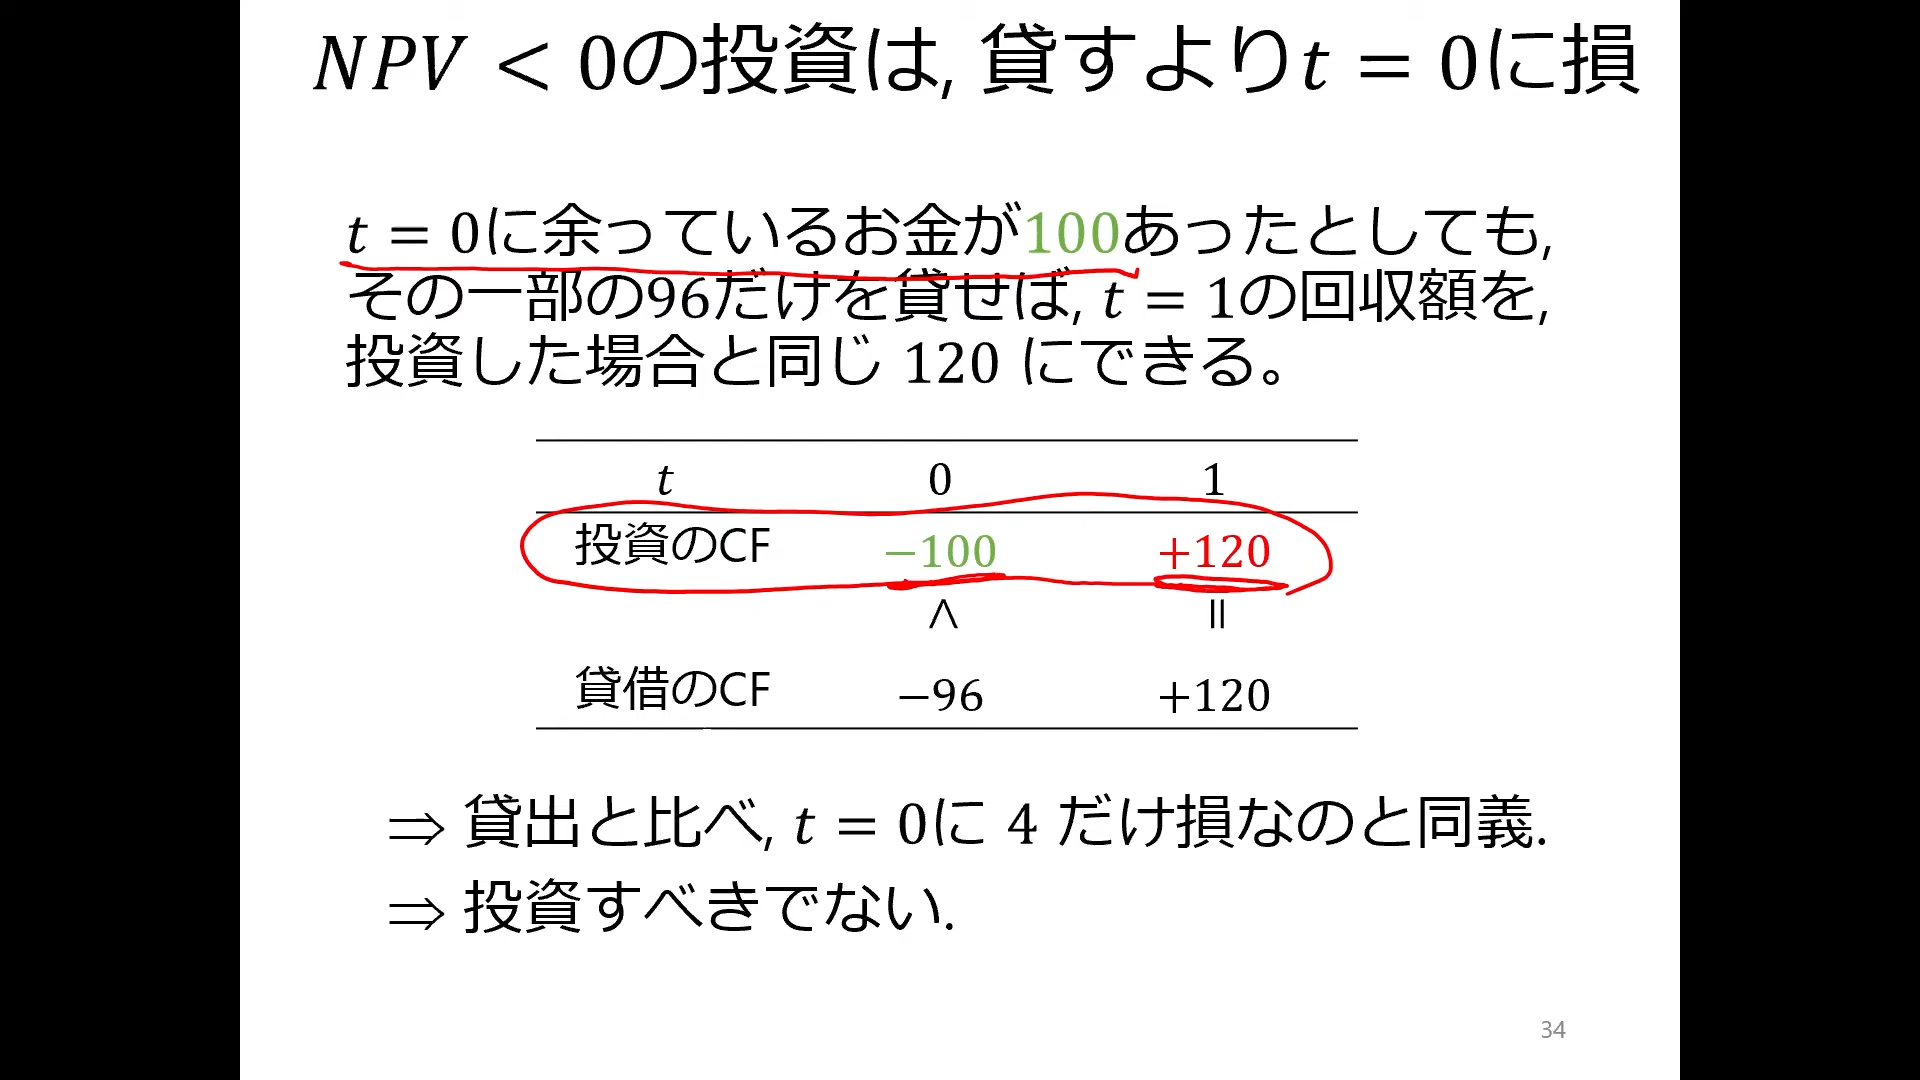 NPV < 0の投資は, 貸すよりt = 0に損
t = 0に余っているお金が100あったとしても,
その一部の96だけを貸せば, t = 1の回収額を,
投資した場合と同じ 120 にできる。
t 0 1
投資のCF −100 +120
∧ ||
貸借のCF −96 +120
⇒ 貸出と比べ, t = 0に 4 だけ損なのと同義.
⇒ 投資すべきでない.
34